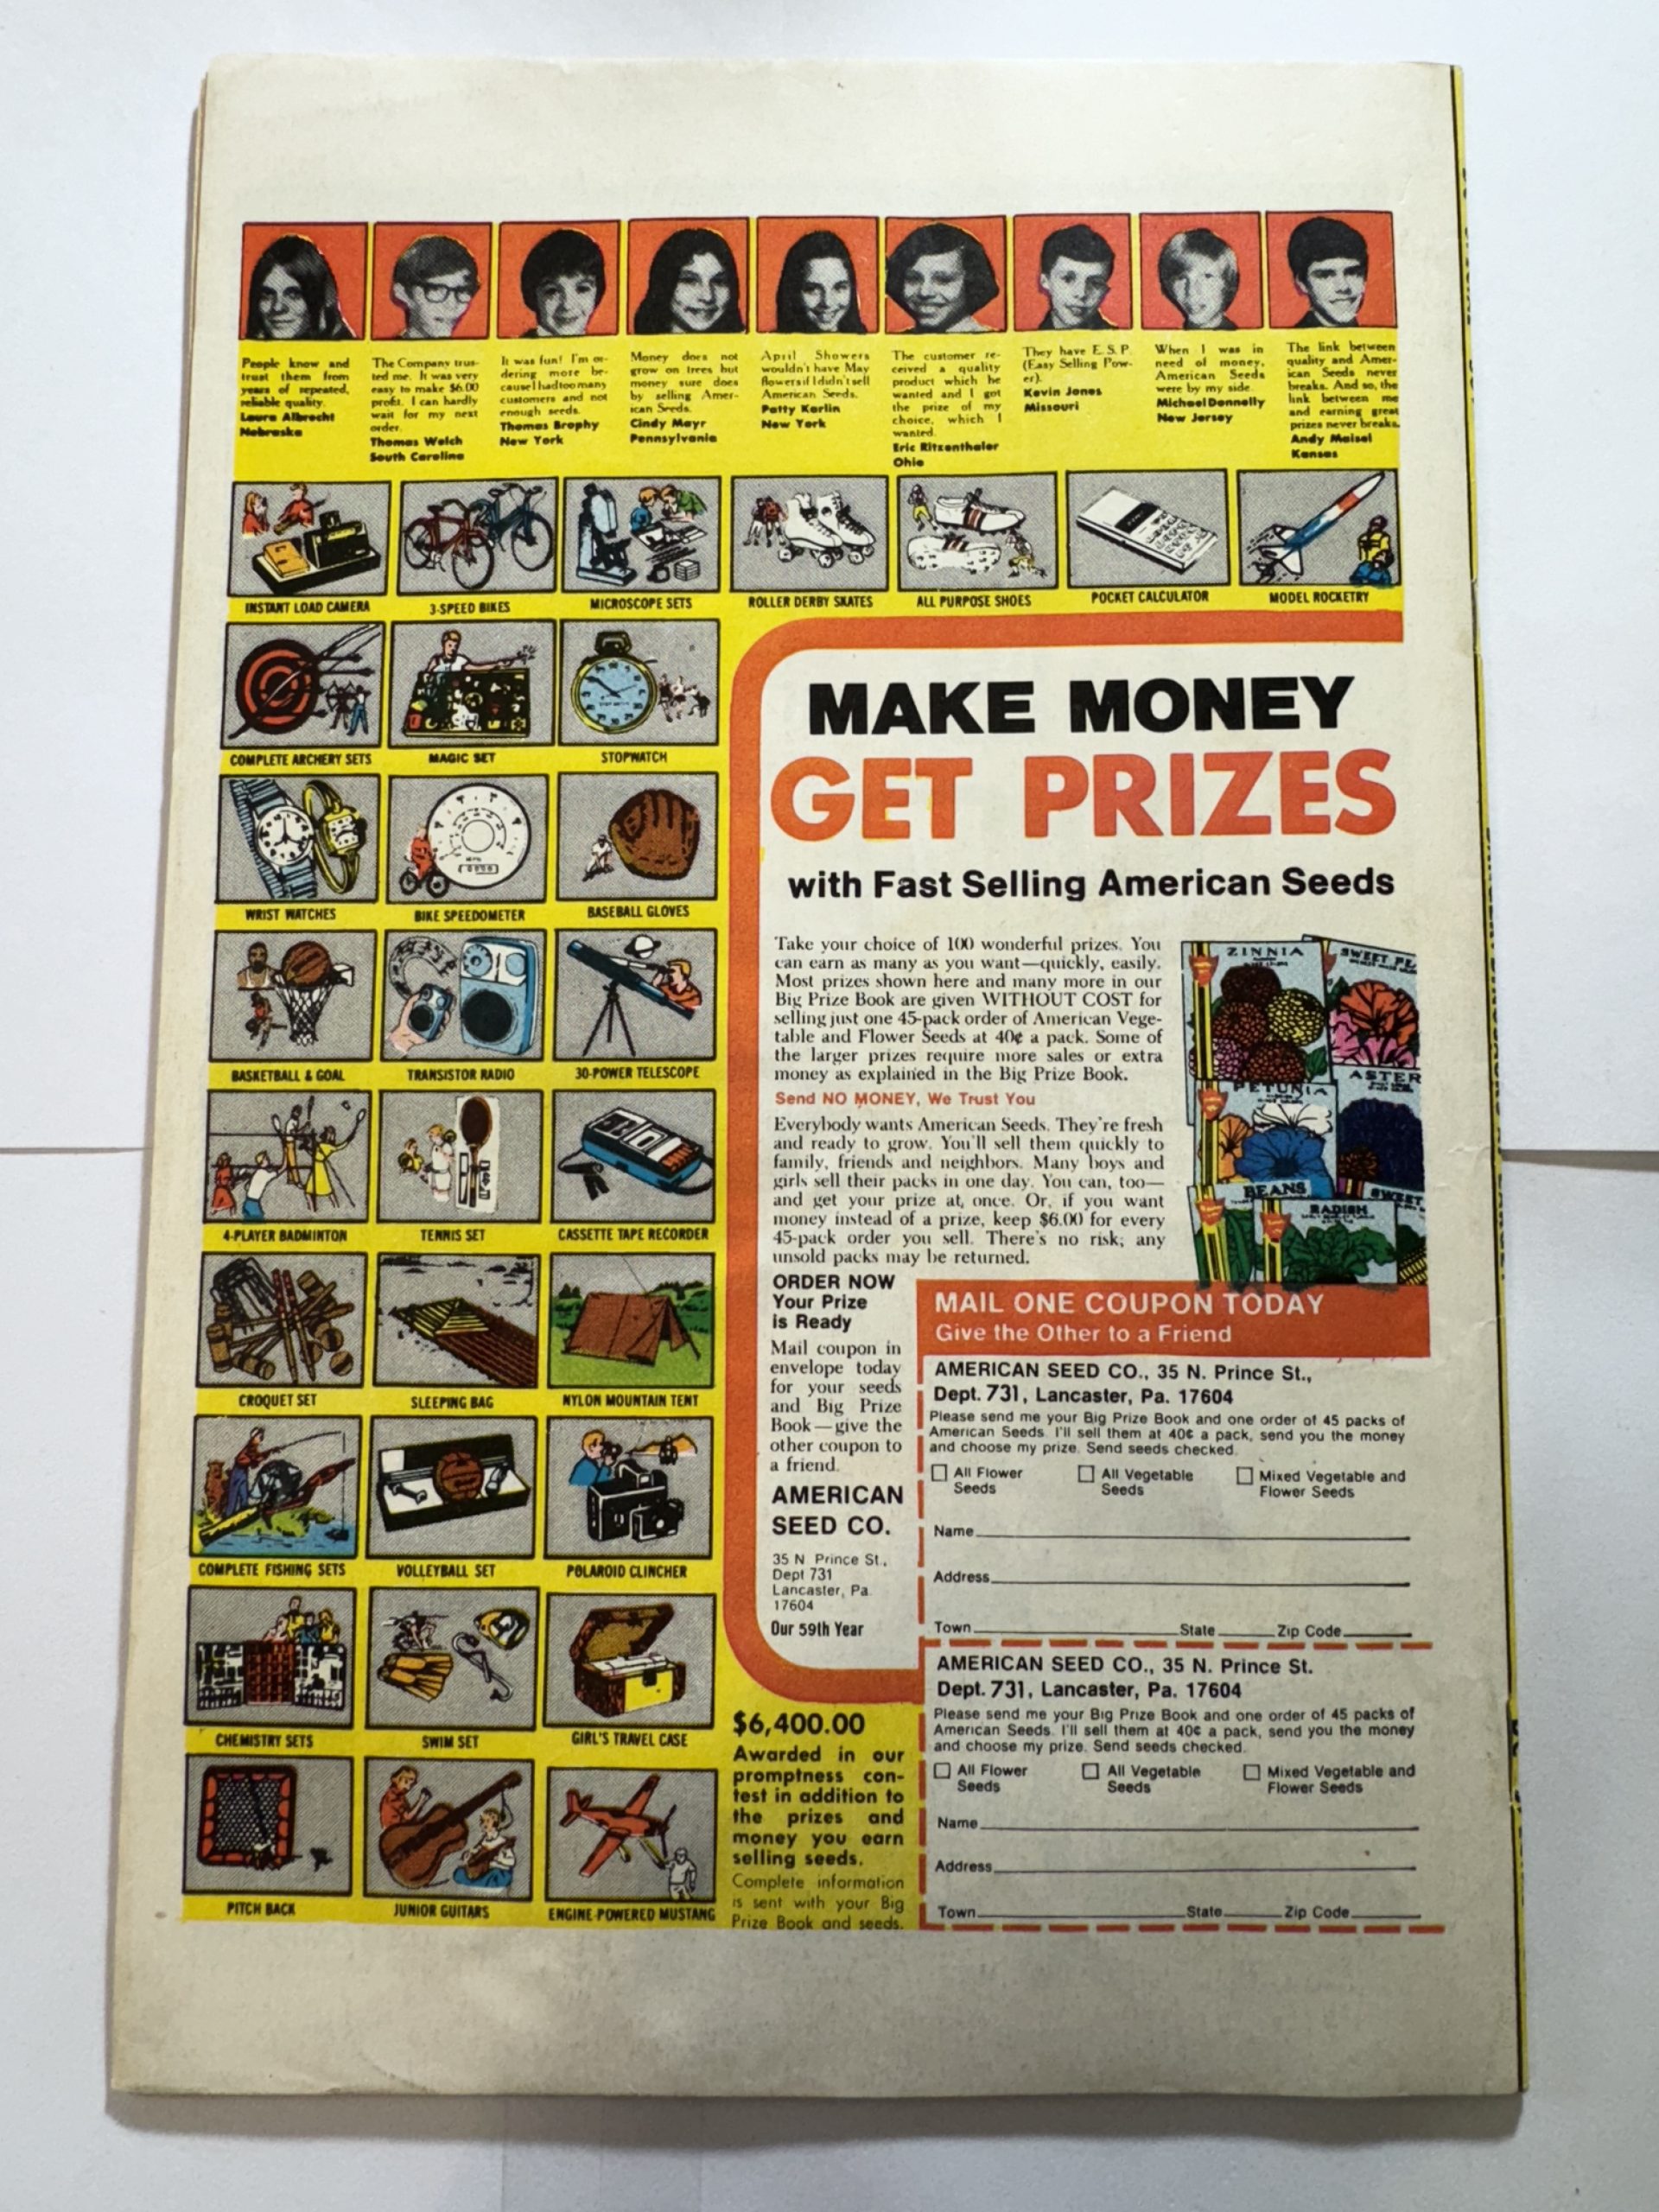 People know and
trust them from
years of repeated,
reliable quality.
Laura Albrecht
Nebraska
The Company trus-
ted me. It was very
easy to make $6.00
profit. I can hardly
wait for my next
order.
Thomas Welch
South Carolina
It was fun! I'm or-
dering more be-
cause I had too many
customers and not
enough seeds.
Thomas Brophy
New York
Money does not
grow on trees but
money sure does
by selling Amer-
ican Seeds.
Cindy Mayr
Pennsylvania
April Showers
wouldn't have May
flowers if I didn't sell
American Seeds.
Patty Karlin
New York
The customer re-
ceived a quality
product which he
wanted and I got
the prize of my
choice, which I
wanted.
Eric Ritzenthaler
Ohio
They have E.S.P.
(Easy Selling Pow-
er).
Kevin Jones
Missouri
When I was in
need of money,
American Seeds
were by my side.
Michael Donnelly
New Jersey
The link between
quality and Amer-
ican Seeds never
breaks. And so, the
link between me
and earning great
prizes never breaks.
Andy Maisel
Kansas
INSTANT LOAD CAMERA
3-SPEED BIKES
MICROSCOPE SETS
ROLLER DERBY SKATES
ALL PURPOSE SHOES
POCKET CALCULATOR
MODEL ROCKETRY
COMPLETE ARCHERY SETS
MAGIC SET
STOPWATCH
WRIST WATCHES
BIKE SPEEDOMETER
BASEBALL GLOVES
BASKETBALL & GOAL
TRANSISTOR RADIO
30-POWER TELESCOPE
4-PLAYER BADMINTON
TENNIS SET
CASSETTE TAPE RECORDER
CROQUET SET
SLEEPING BAG
NYLON MOUNTAIN TENT
COMPLETE FISHING SETS
VOLLEYBALL SET
POLAROID CLINCHER
CHEMISTRY SETS
SWIM SET
GIRL'S TRAVEL CASE
PITCH BACK
JUNIOR GUITARS
ENGINE-POWERED MUSTANG
MAKE MONEY
GET PRIZES
with Fast Selling American Seeds
Take your choice of 100 wonderful prizes. You
can earn as many as you want—quickly, easily.
Most prizes shown here and many more in our
Big Prize Book are given WITHOUT COST for
selling just one 45-pack order of American Vege-
table and Flower Seeds at 40¢ a pack. Some of
the larger prizes require more sales or extra
money as explained in the Big Prize Book.
Send NO MONEY, We Trust You
Everybody wants American Seeds. They're fresh
and ready to grow. You'll sell them quickly to
family, friends and neighbors. Many boys and
girls sell their packs in one day. You can, too—
and get your prize at once. Or, if you want
money instead of a prize, keep $6.00 for every
45-pack order you sell. There's no risk; any
unsold packs may be returned.
ZINNIA
SWEET PE
ASTER
PETUNIA
BEANS
RADISH
SWEET
ORDER NOW
Your Prize
is Ready
Mail coupon in
envelope today
for your seeds
and Big Prize
Book—give the
other coupon to
a friend.
AMERICAN
SEED CO.
35 N. Prince St.,
Dept 731
Lancaster, Pa.
17604
Our 59th Year
MAIL ONE COUPON TODAY
Give the Other to a Friend
AMERICAN SEED CO., 35 N. Prince St.,
Dept. 731, Lancaster, Pa. 17604
Please send me your Big Prize Book and one order of 45 packs of
American Seeds. I'll sell them at 40¢ a pack, send you the money
and choose my prize. Send seeds checked.
All Flower
Seeds
All Vegetable
Seeds
Mixed Vegetable and
Flower Seeds
Name
Address
Town State Zip Code
AMERICAN SEED CO., 35 N. Prince St.
Dept. 731, Lancaster, Pa. 17604
Please send me your Big Prize Book and one order of 45 packs of
American Seeds. I'll sell them at 40¢ a pack, send you the money
and choose my prize. Send seeds checked.
All Flower
Seeds
All Vegetable
Seeds
Mixed Vegetable and
Flower Seeds
Name
Address
Town State Zip Code
$6,400.00
Awarded in our
promptness con-
test in addition to
the prizes and
money you earn
selling seeds.
Complete information
is sent with your Big
Prize Book and seeds.